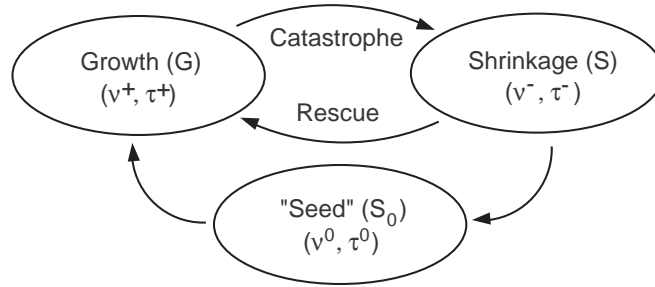 Catastrophe
Growth (G)
(ν⁺, τ⁺)
Shrinkage (S)
(ν⁻, τ⁻)
Rescue
"Seed" (S₀)
(ν⁰, τ⁰)